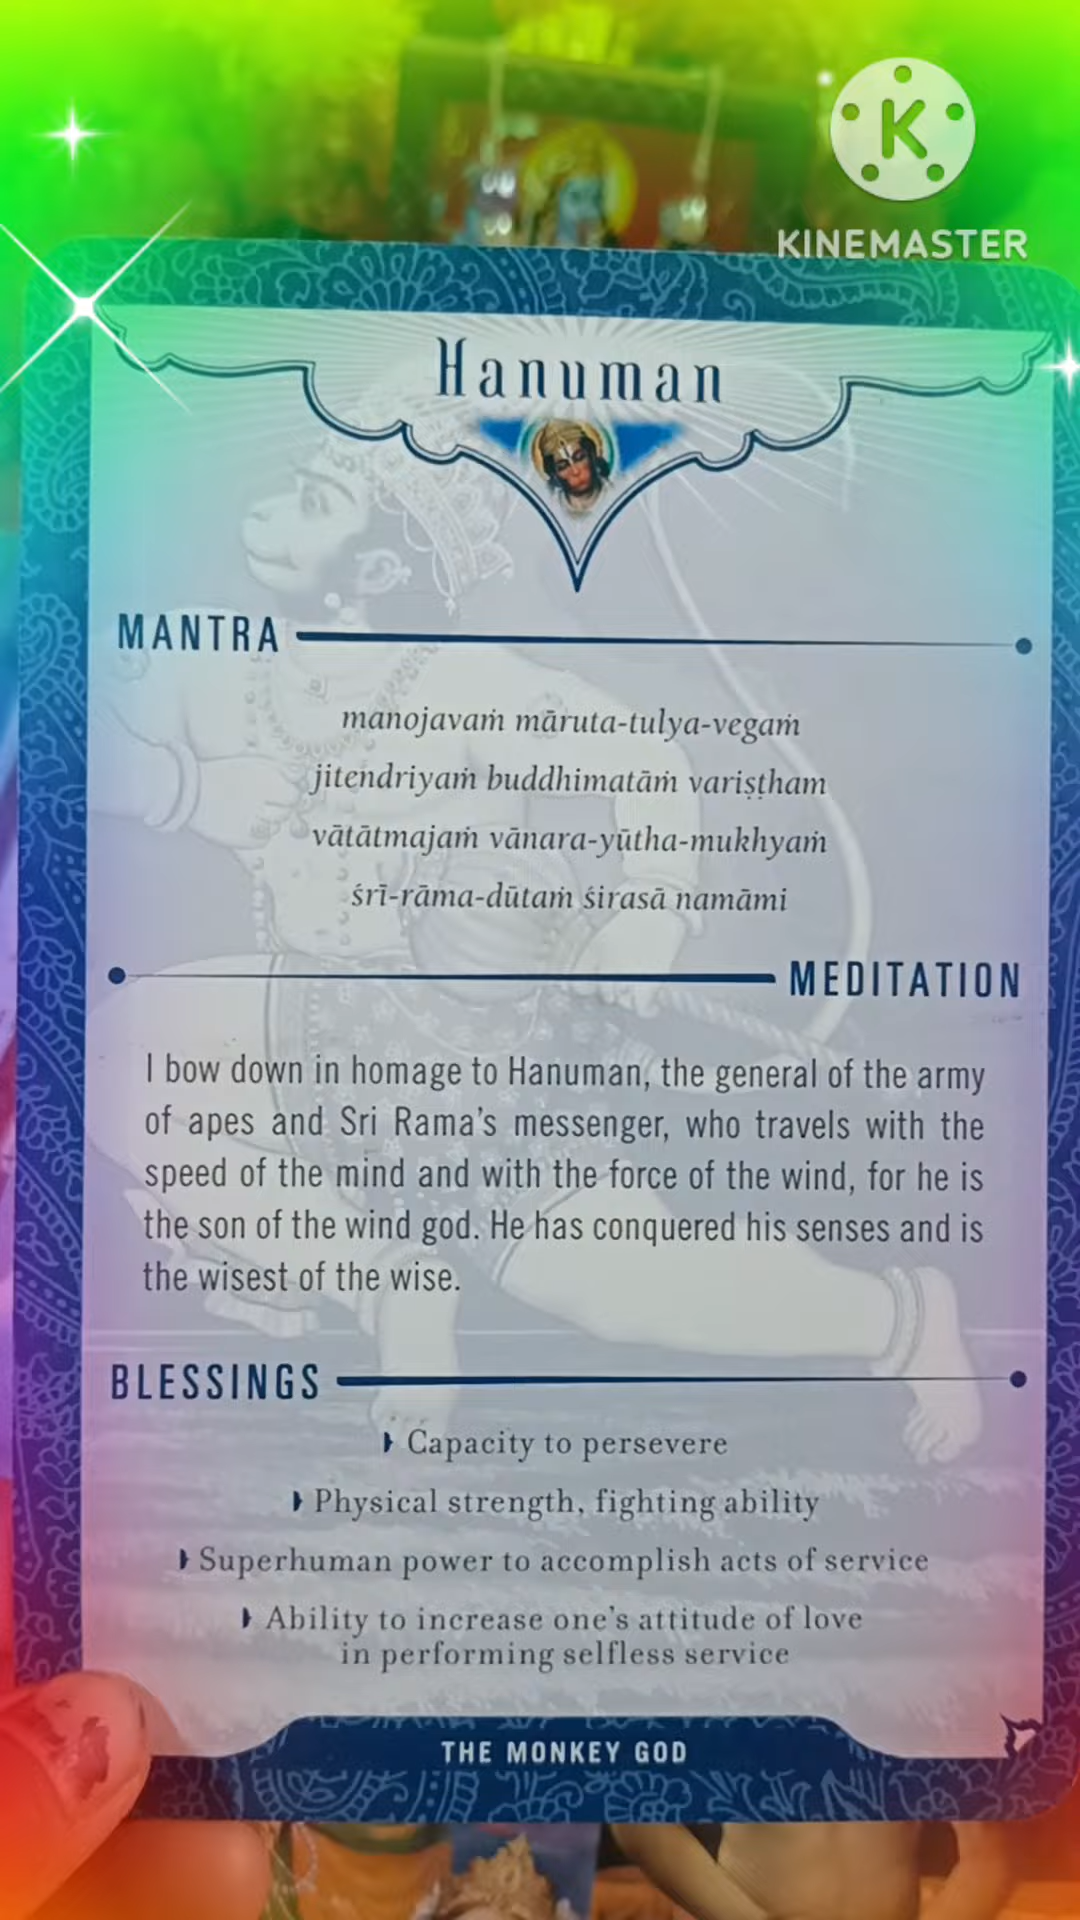 K
KINEMASTER
Hanuman
MANTRA
manojavaṁ māruta-tulya-vegaṁ
jitendriyaṁ buddhimatāṁ variṣṭham
vātātmajaṁ vānara-yūtha-mukhyaṁ
śrī-rāma-dūtaṁ śirasā namāmi
MEDITATION
I bow down in homage to Hanuman, the general of the army
of apes and Sri Rama’s messenger, who travels with the
speed of the mind and with the force of the wind, for he is
the son of the wind god. He has conquered his senses and is
the wisest of the wise.
BLESSINGS
Capacity to persevere
Physical strength, fighting ability
Superhuman power to accomplish acts of service
Ability to increase one’s attitude of love
in performing selfless service
THE MONKEY GOD